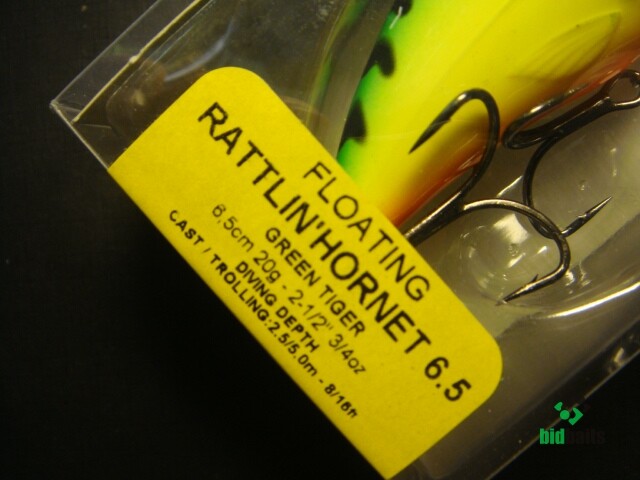 FLOATING
RATTLIN'HORNET 6.5
GREEN TIGER
6,5cm 20g - 2-1/2" 3/4oz
DIVING DEPTH
CAST / TROLLING:2.5/5.0m - 8/16ft
bidbaits